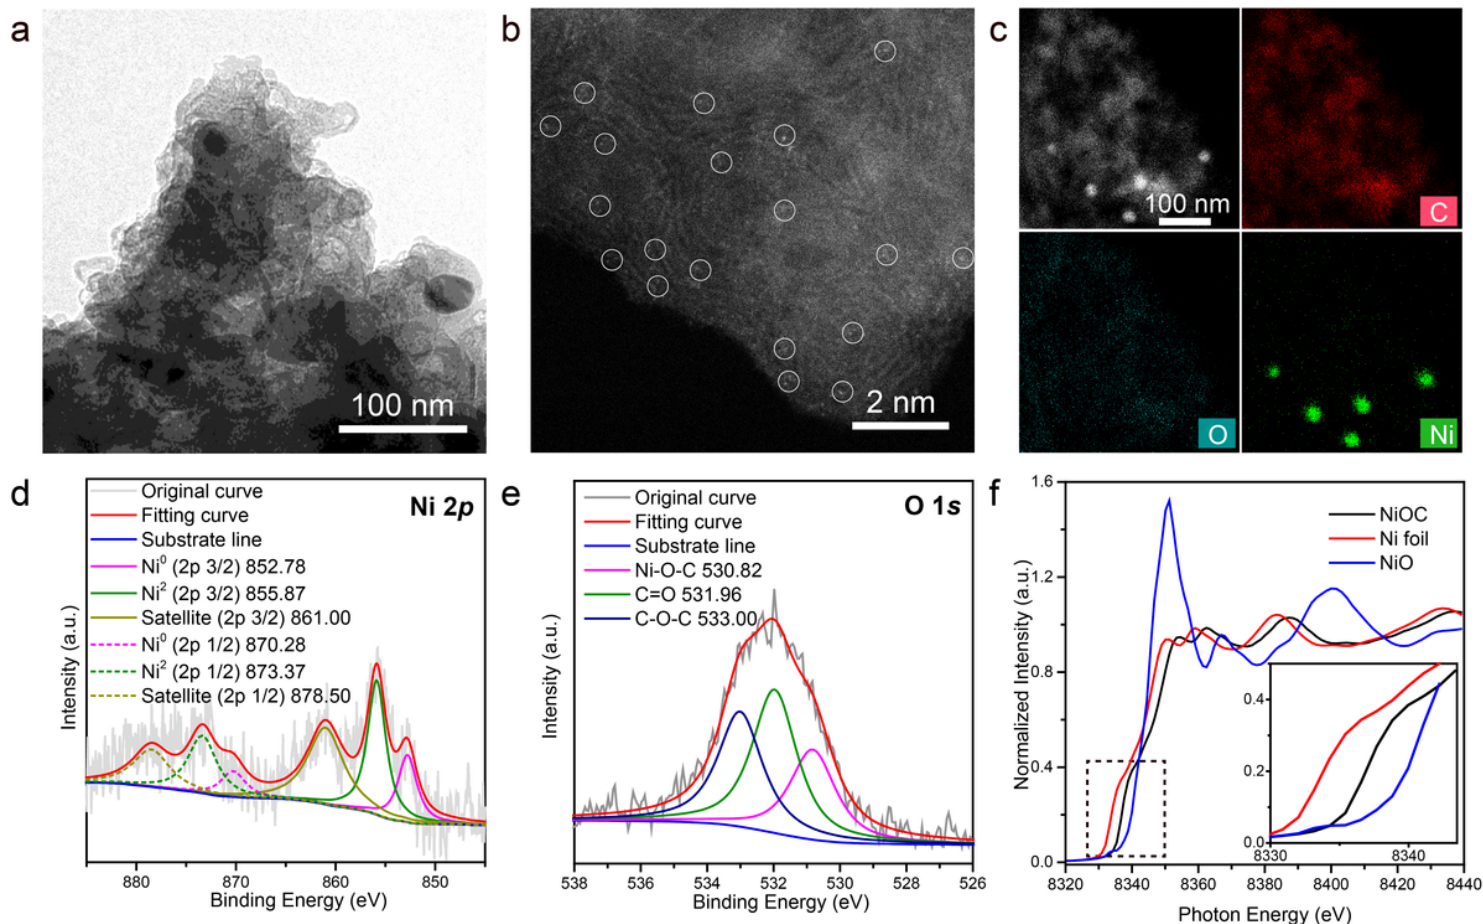 a
100 nm
b
2 nm
c
100 nm
C
O
Ni
d
Ni 2p
Original curve
Fitting curve
Substrate line
Ni⁰ (2p 3/2) 852.78
Ni² (2p 3/2) 855.87
Satellite (2p 3/2) 861.00
Ni⁰ (2p 1/2) 870.28
Ni² (2p 1/2) 873.37
Satellite (2p 1/2) 878.50
Intensity (a.u.)
880 870 860 850
Binding Energy (eV)
e
O 1s
Original curve
Fitting curve
Substrate line
Ni-O-C 530.82
C=O 531.96
C-O-C 533.00
Intensity (a.u.)
538 536 534 532 530 528 526
Binding Energy (eV)
f
NiOC
Ni foil
NiO
Normalized Intensity (a.u.)
1.6
1.2
0.8
0.4
0.0
0.4
0.2
0.0
8330 8340
8320 8340 8360 8380 8400 8420 8440
Photon Energy (eV)